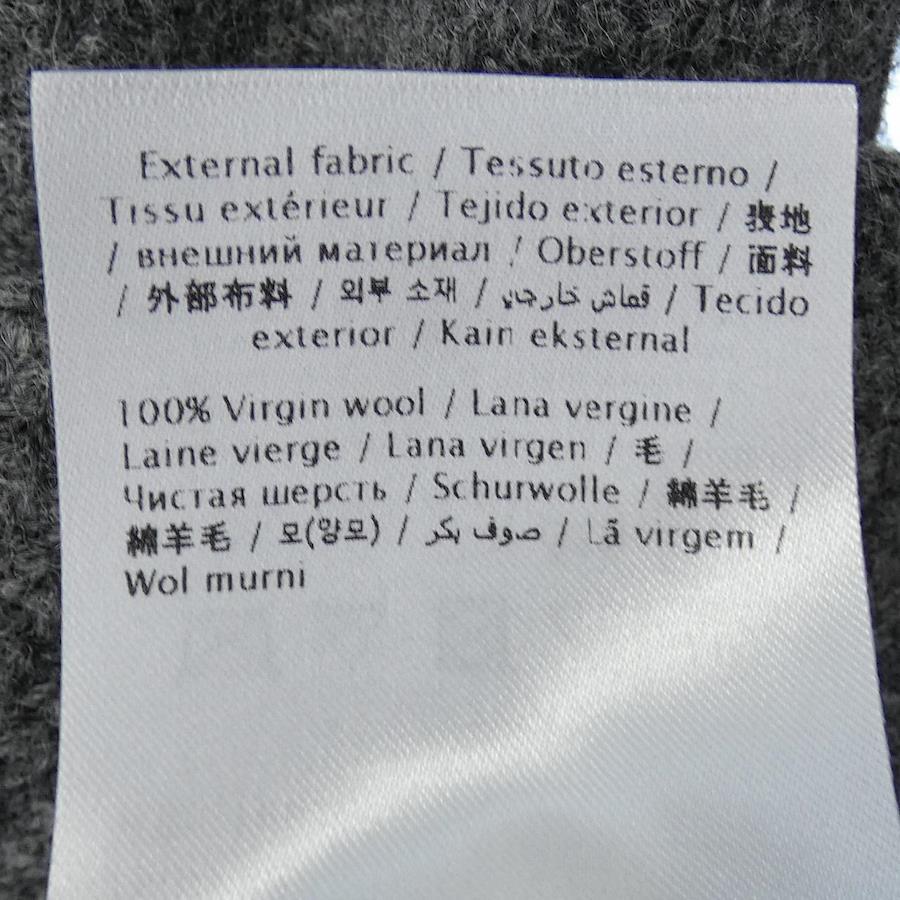 External fabric / Tessuto esterno /
Tissu extérieur / Tejido exterior / 表地
/ внешний материал / Oberstoff / 面料
/ 外部布料 / 외부 소재 / قماش خارجي / Tecido
exterior / Kain eksternal
100% Virgin wool / Lana vergine /
Laine vierge / Lana virgen / 毛 /
Чистая шерсть / Schurwolle / 綿羊毛 /
綿羊毛 / 모(양모) / صوف بكر / Lã virgem /
Wol murni